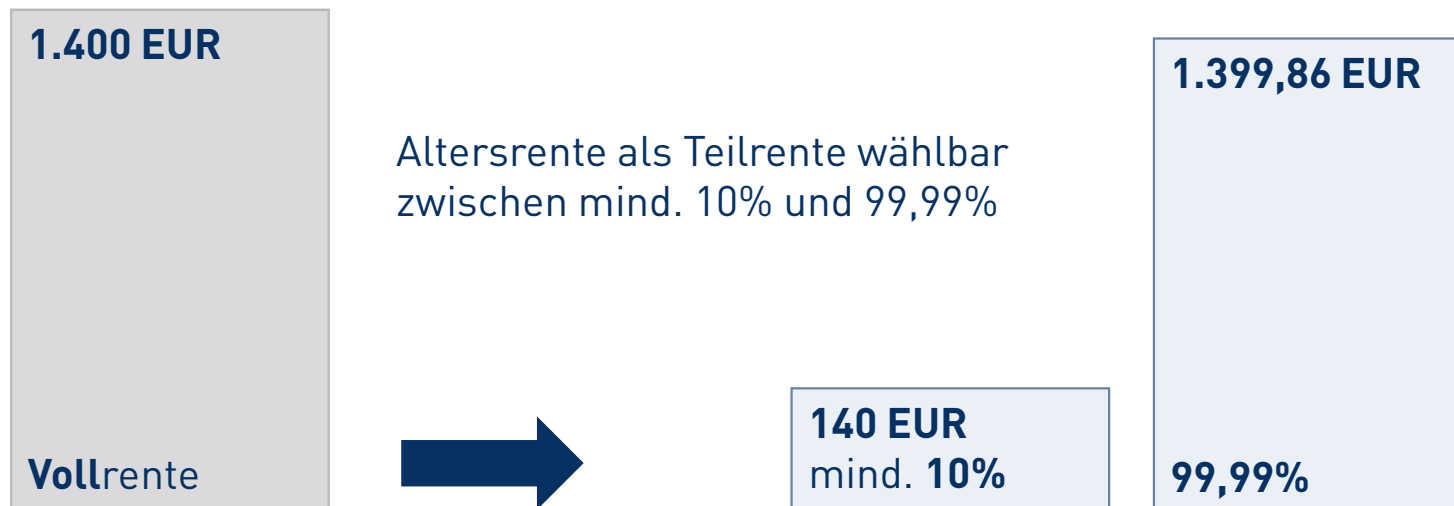 1.400 EUR
Vollrente
Altersrente als Teilrente wählbar
zwischen mind. 10% und 99,99%
140 EUR
mind. 10%
1.399,86 EUR
99,99%